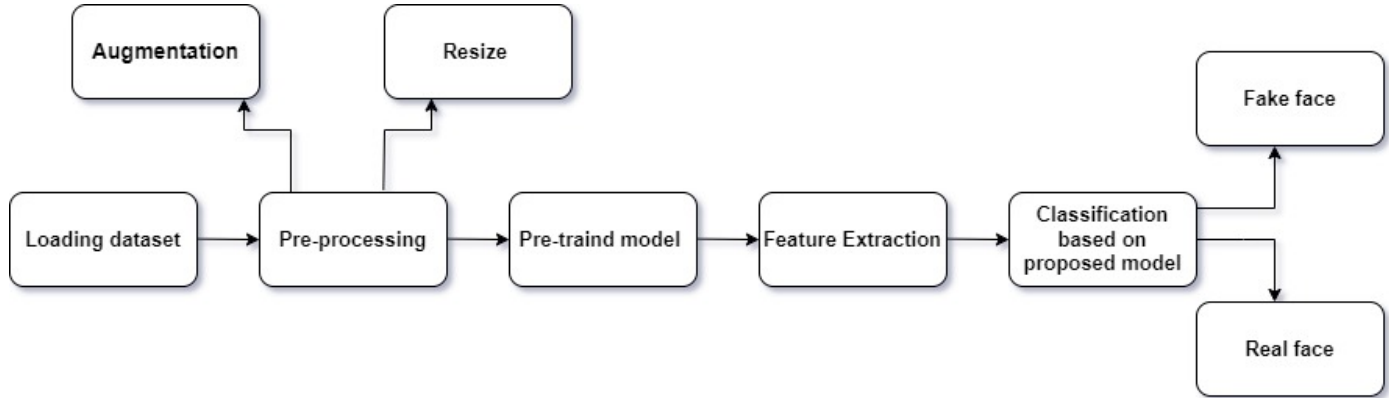 Augmentation
Resize
Fake face
Loading dataset
Pre-processing
Pre-traind model
Feature Extraction
Classification
based on
proposed model
Real face